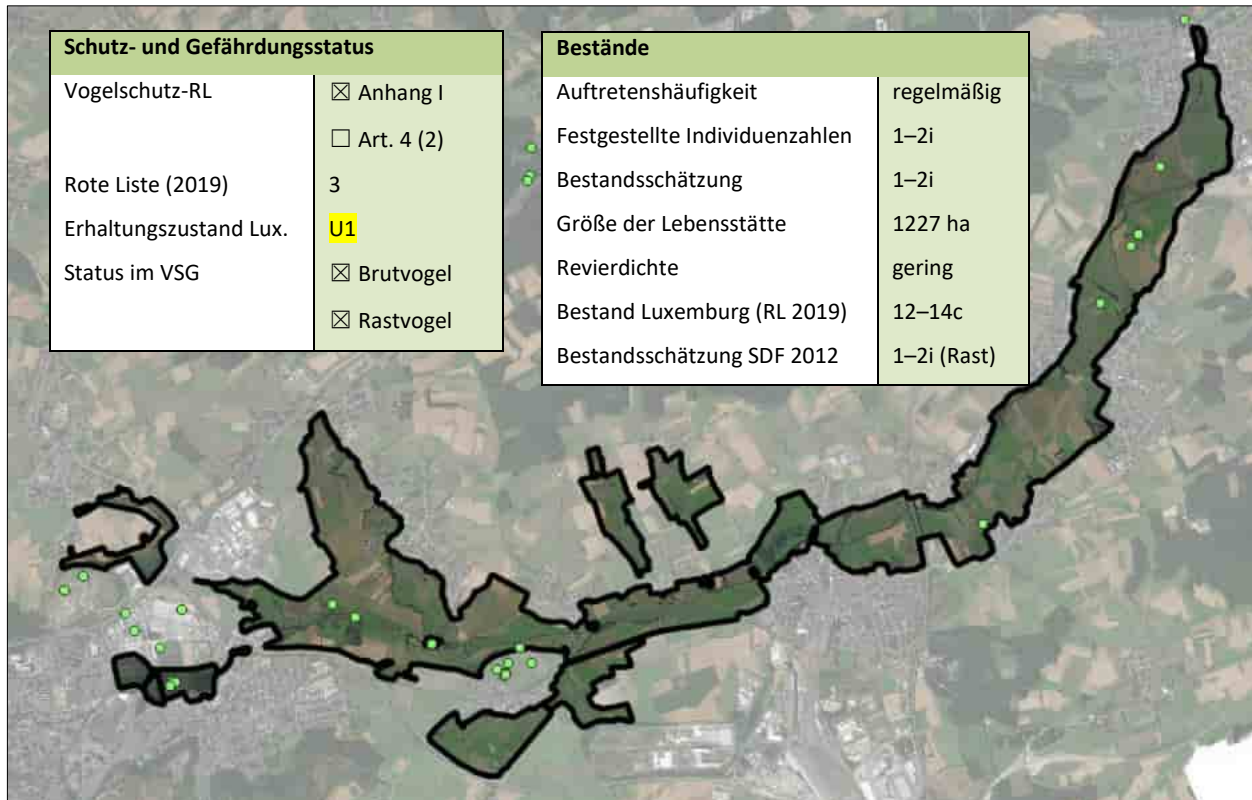 Schutz- und Gefährdungsstatus
Vogelschutz-RL ☒ Anhang I
☐ Art. 4 (2)
Rote Liste (2019) 3
Erhaltungszustand Lux. U1
Status im VSG ☒ Brutvogel
☒ Rastvogel
Bestände
Auftretenshäufigkeit regelmäßig
Festgestellte Individuenzahlen 1–2i
Bestandsschätzung 1–2i
Größe der Lebensstätte 1227 ha
Revierdichte gering
Bestand Luxemburg (RL 2019) 12–14c
Bestandsschätzung SDF 2012 1–2i (Rast)